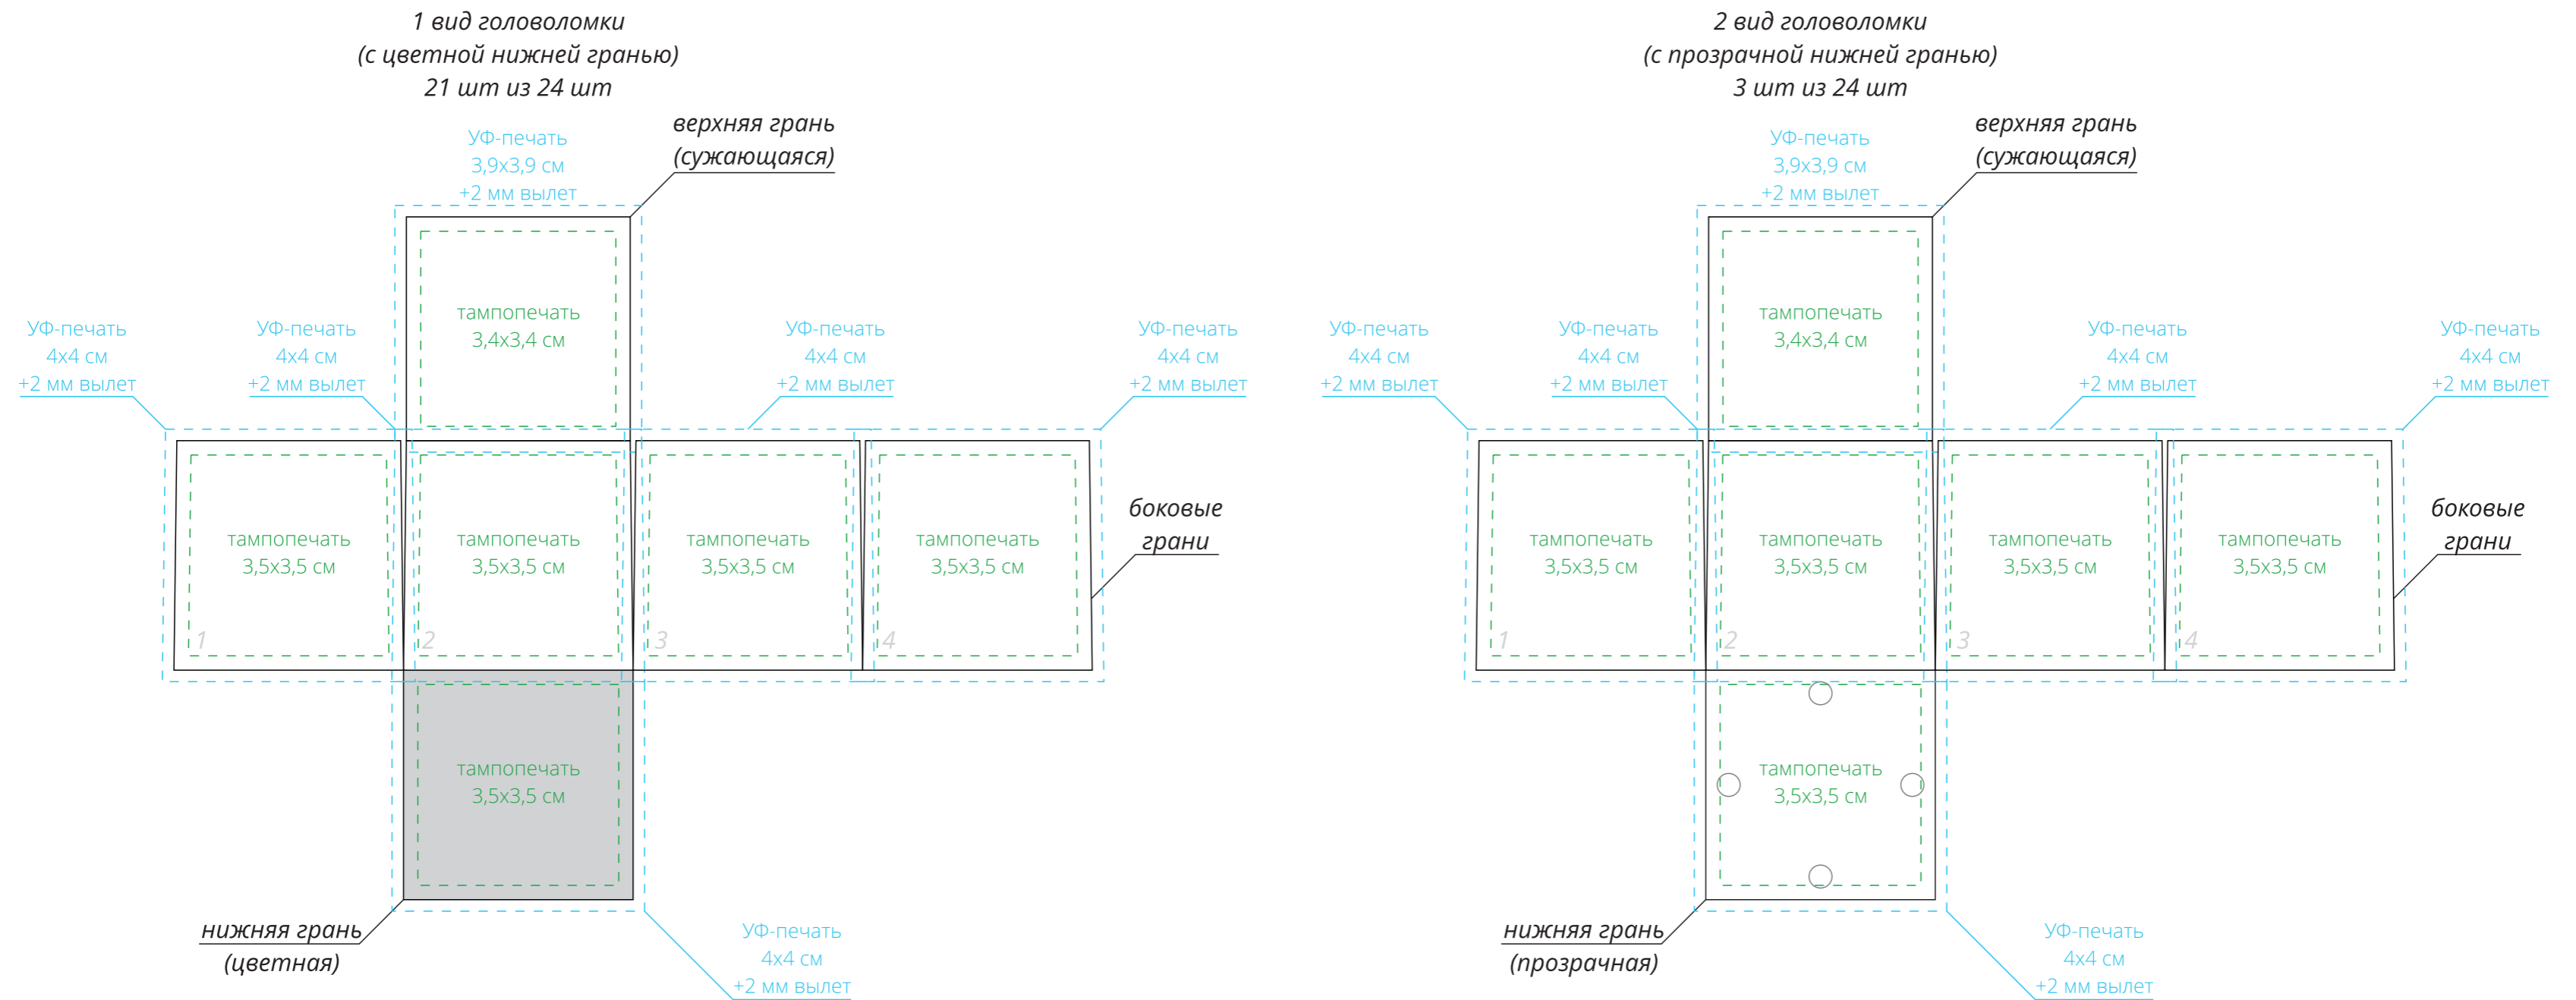 1 вид головоломки
(с цветной нижней гранью)
21 шт из 24 шт
УФ-печать
3,9х3,9 см
+2 мм вылет
верхняя грань
(сужающаяся)
тампопечать
3,4х3,4 см
УФ-печать
4х4 см
+2 мм вылет
УФ-печать
4х4 см
+2 мм вылет
УФ-печать
4х4 см
+2 мм вылет
УФ-печать
4х4 см
+2 мм вылет
тампопечать
3,5х3,5 см
1
тампопечать
3,5х3,5 см
2
тампопечать
3,5х3,5 см
3
тампопечать
3,5х3,5 см
4
боковые
грани
тампопечать
3,5х3,5 см
нижняя грань
(цветная)
УФ-печать
4х4 см
+2 мм вылет
2 вид головоломки
(с прозрачной нижней гранью)
3 шт из 24 шт
УФ-печать
3,9х3,9 см
+2 мм вылет
верхняя грань
(сужающаяся)
тампопечать
3,4х3,4 см
УФ-печать
4х4 см
+2 мм вылет
УФ-печать
4х4 см
+2 мм вылет
УФ-печать
4х4 см
+2 мм вылет
УФ-печать
4х4 см
+2 мм вылет
тампопечать
3,5х3,5 см
1
тампопечать
3,5х3,5 см
2
тампопечать
3,5х3,5 см
3
тампопечать
3,5х3,5 см
4
боковые
грани
тампопечать
3,5х3,5 см
нижняя грань
(прозрачная)
УФ-печать
4х4 см
+2 мм вылет